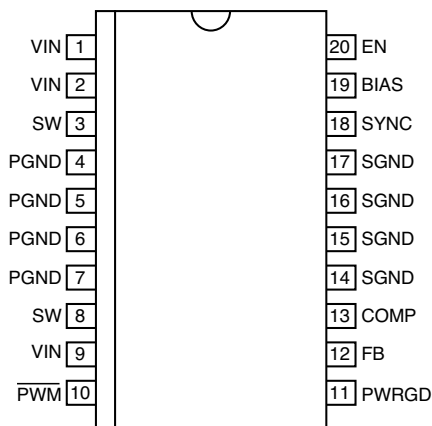 VIN 1
VIN 2
SW 3
PGND 4
PGND 5
PGND 6
PGND 7
SW 8
VIN 9
P̅W̅M̅ 10
20 EN
19 BIAS
18 SYNC
17 SGND
16 SGND
15 SGND
14 SGND
13 COMP
12 FB
11 PWRGD